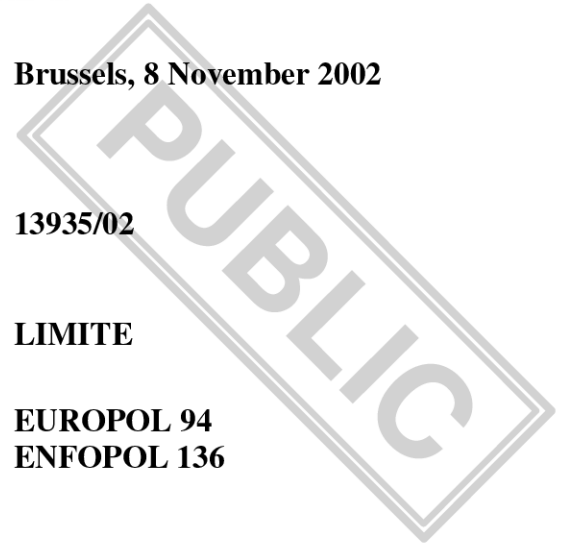 Brussels, 8 November 2002
PUBLIC
13935/02
LIMITE
EUROPOL 94
ENFOPOL 136